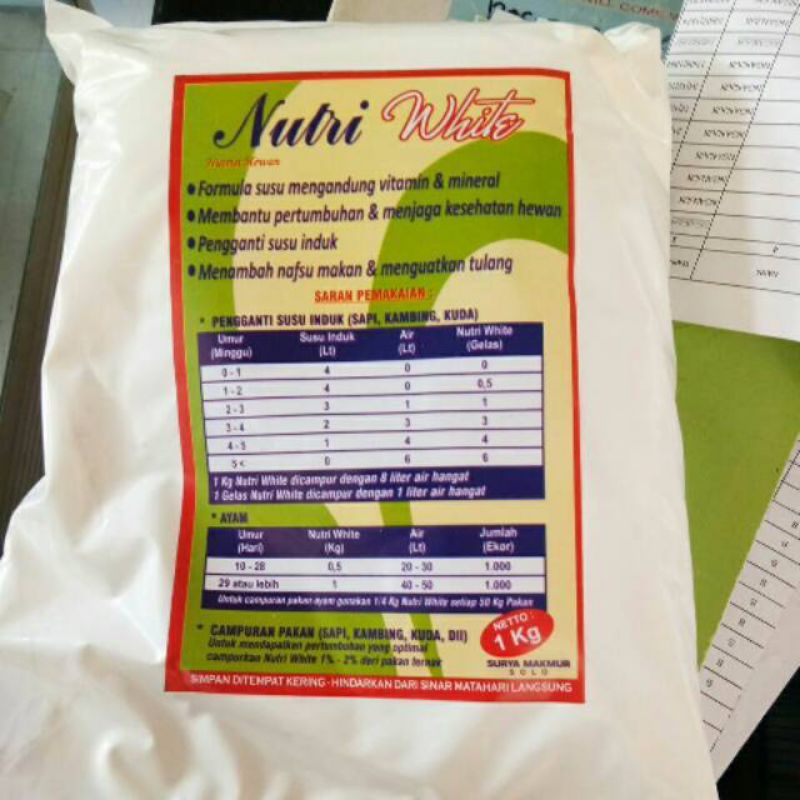 Nutri White
• Formula susu mengandung vitamin & mineral
• Membantu pertumbuhan & menjaga kesehatan hewan
• Pengganti susu induk
• Menambah nafsu makan & menguatkan tulang
SARAN PEMAKAIAN :
* PENGGANTI SUSU INDUK (SAPI, KAMBING, KUDA)
Umur (Minggu) Susu Induk (Lt) Air (Lt) Nutri White (Gelas)
0 - 1 4 0 0
1 - 2 4 0 0,5
2 - 3 3 1 1
3 - 4 2 3 3
4 - 5 1 4 4
5 < 0 6 6
1 Kg Nutri White dicampur dengan 8 liter air hangat
1 Gelas Nutri White dicampur dengan 1 liter air hangat
* AYAM
Umur (Hari) Nutri White (Kg) Air (Lt) Jumlah (Ekor)
10 - 28 0,5 20 - 30 1.000
29 atau lebih 1 40 - 50 1.000
Untuk campuran pakan ayam gunakan 1/4 Kg Nutri White setiap 50 Kg Pakan
* CAMPURAN PAKAN (SAPI, KAMBING, KUDA, Dll)
Untuk mendapatkan pertumbuhan yang optimal
campurkan Nutri White 1% - 2% dari pakan ternak
NETTO :
1 Kg
SURYA MAKMUR
SOLO
SIMPAN DITEMPAT KERING - HINDARKAN DARI SINAR MATAHARI LANGSUNG